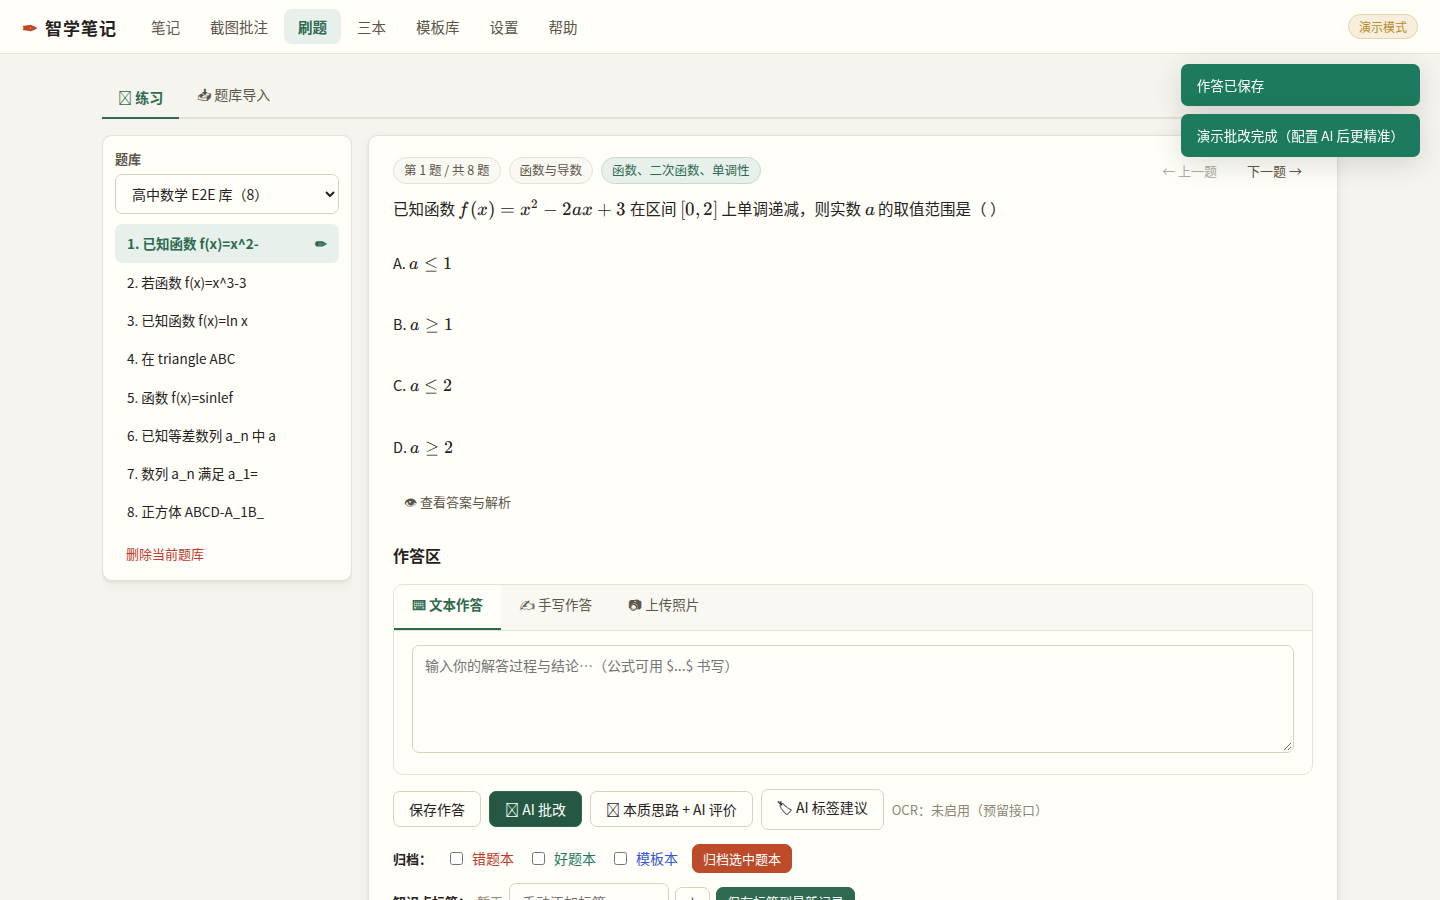 智学笔记 笔记 截图批注 刷题 三本 模板库 设置 帮助 演示模式
作答已保存
演示批改完成（配置 AI 后更精准）
练习 题库导入
题库
高中数学 E2E 库（8）
1. 已知函数 f(x)=x^2-
2. 若函数 f(x)=x^3-3
3. 已知函数 f(x)=ln x
4. 在 triangle ABC
5. 函数 f(x)=sinlef
6. 已知等差数列 a_n 中 a
7. 数列 a_n 满足 a_1=
8. 正方体 ABCD-A_1B_
删除当前题库
第 1 题 / 共 8 题 函数与导数 函数、二次函数、单调性 ← 上一题 下一题 →
已知函数 f(x) = x² − 2ax + 3 在区间 [0, 2] 上单调递减，则实数 a 的取值范围是（ ）
A. a ≤ 1
B. a ≥ 1
C. a ≤ 2
D. a ≥ 2
查看答案与解析
作答区
文本作答 手写作答 上传照片
输入你的解答过程与结论…（公式可用 $...$ 书写）
保存作答 AI 批改 本质思路 + AI 评价 AI 标签建议 OCR：未启用（预留接口）
归档： 错题本 好题本 模板本 归档选中题本